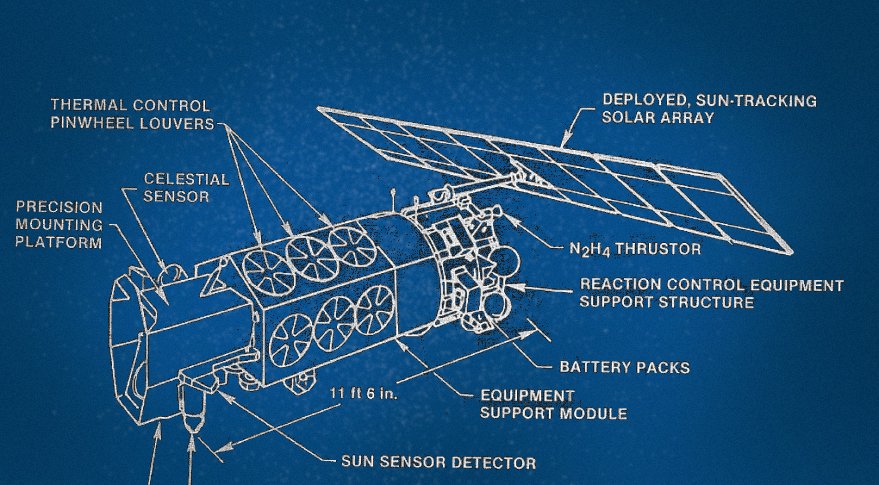 THERMAL CONTROL
PINWHEEL LOUVERS
DEPLOYED, SUN-TRACKING
SOLAR ARRAY
CELESTIAL
SENSOR
PRECISION
MOUNTING
PLATFORM
N₂H₄ THRUSTOR
REACTION CONTROL EQUIPMENT
SUPPORT STRUCTURE
BATTERY PACKS
11 ft 6 in.
EQUIPMENT
SUPPORT MODULE
SUN SENSOR DETECTOR